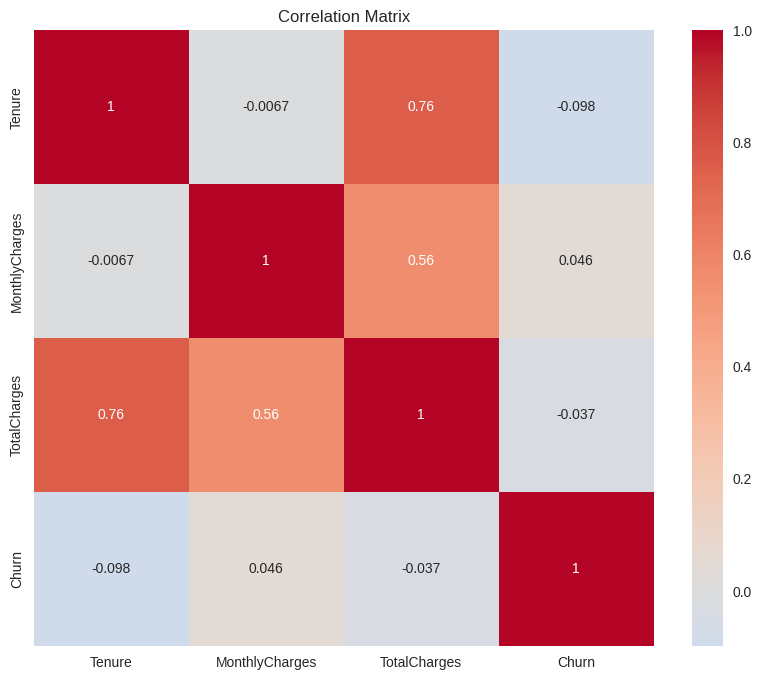 Correlation Matrix
Tenure 1 -0.0067 0.76 -0.098
MonthlyCharges -0.0067 1 0.56 0.046
TotalCharges 0.76 0.56 1 -0.037
Churn -0.098 0.046 -0.037 1
Tenure MonthlyCharges TotalCharges Churn
1.0
0.8
0.6
0.4
0.2
0.0